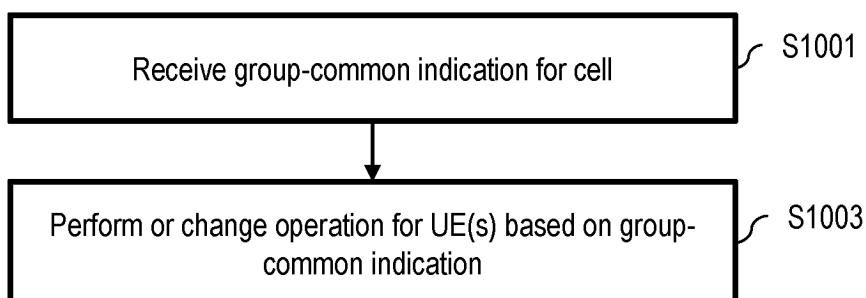 Receive group-common indication for cell
S1001
Perform or change operation for UE(s) based on group-
common indication
S1003